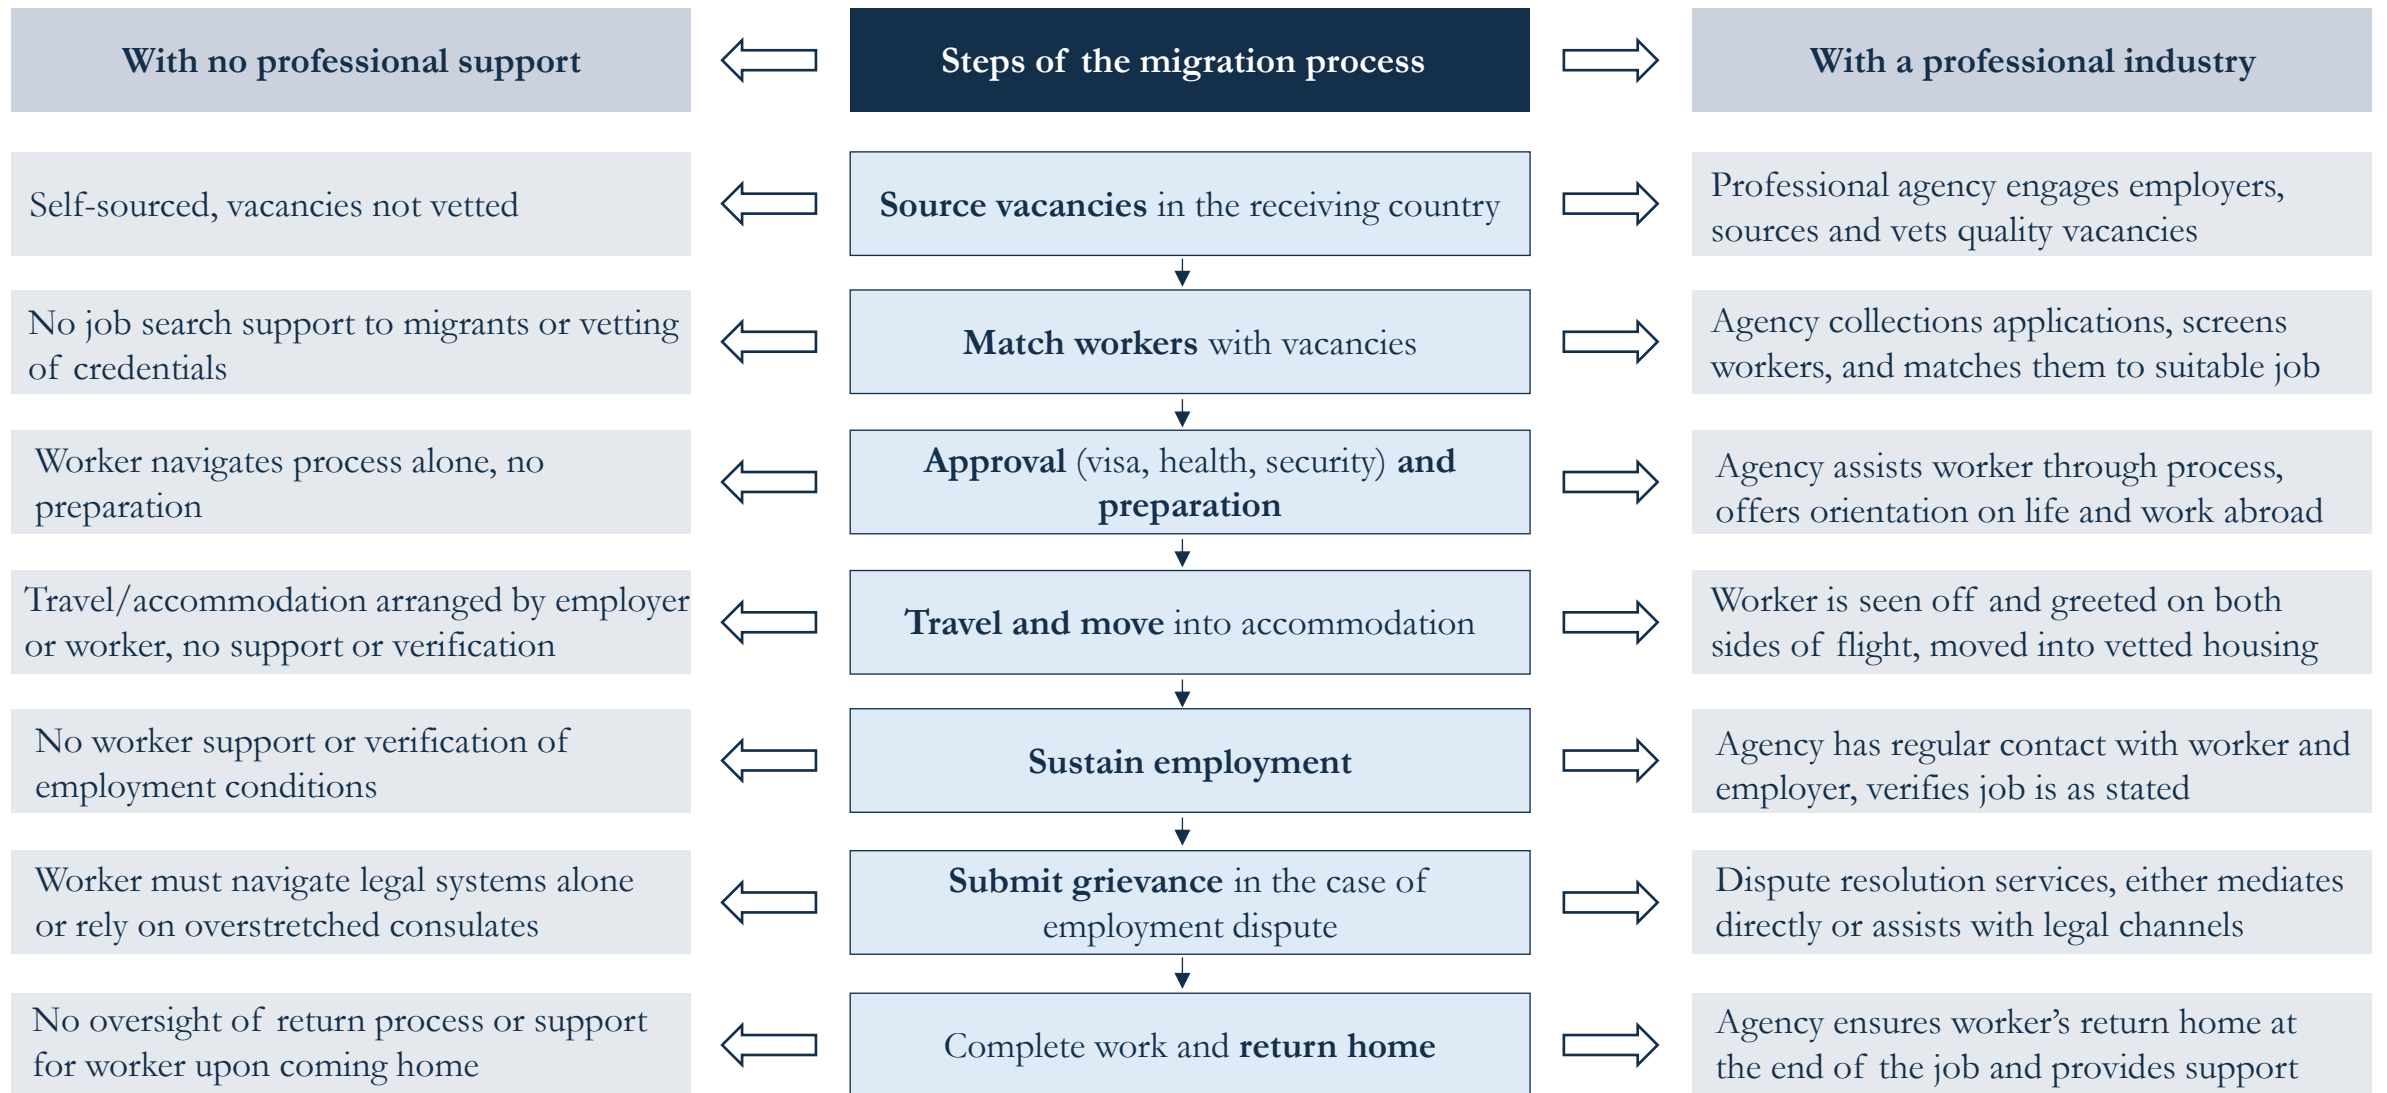 With no professional support
Steps of the migration process
With a professional industry
Self-sourced, vacancies not vetted
Source vacancies in the receiving country
Professional agency engages employers,
sources and vets quality vacancies
No job search support to migrants or vetting
of credentials
Match workers with vacancies
Agency collections applications, screens
workers, and matches them to suitable job
Worker navigates process alone, no
preparation
Approval (visa, health, security) and
preparation
Agency assists worker through process,
offers orientation on life and work abroad
Travel/accommodation arranged by employer
or worker, no support or verification
Travel and move into accommodation
Worker is seen off and greeted on both
sides of flight, moved into vetted housing
No worker support or verification of
employment conditions
Sustain employment
Agency has regular contact with worker and
employer, verifies job is as stated
Worker must navigate legal systems alone
or rely on overstretched consulates
Submit grievance in the case of
employment dispute
Dispute resolution services, either mediates
directly or assists with legal channels
No oversight of return process or support
for worker upon coming home
Complete work and return home
Agency ensures worker's return home at
the end of the job and provides support